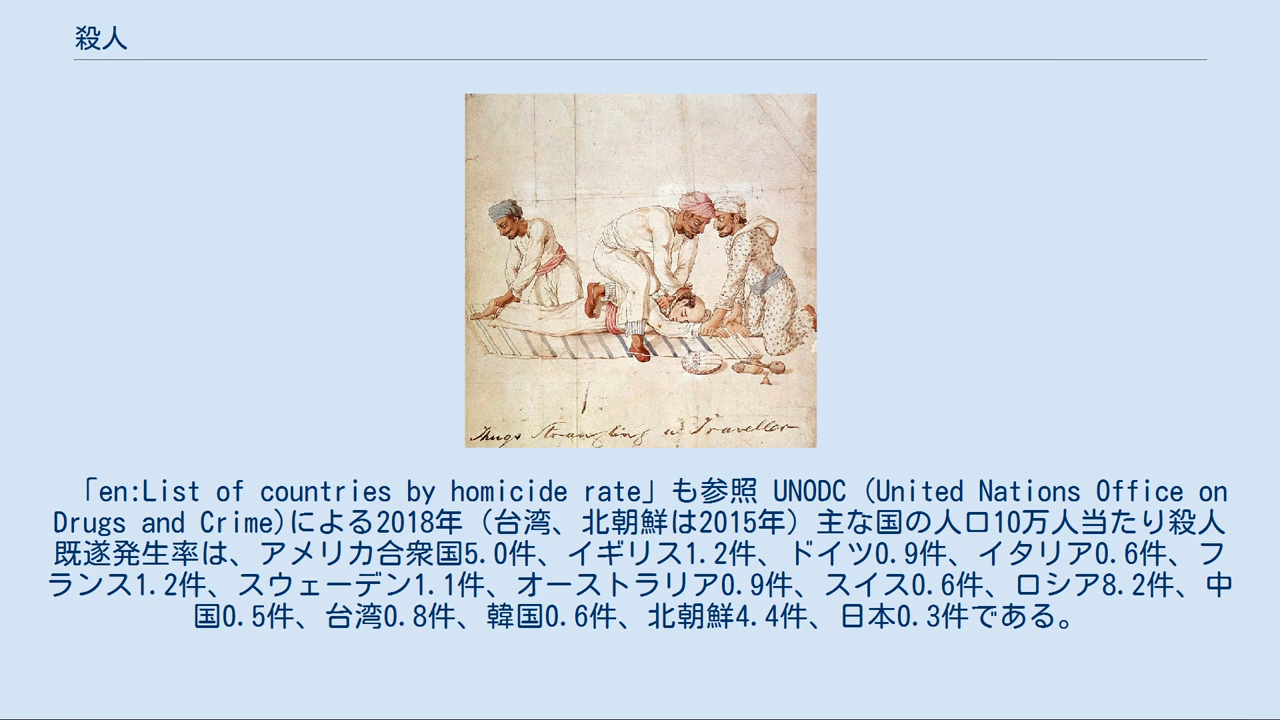 殺人
Thugs Strangling a Traveller
「en:List of countries by homicide rate」も参照 UNODC (United Nations Office on
Drugs and Crime)による2018年（台湾、北朝鮮は2015年）主な国の人口10万人当たり殺人
既遂発生率は、アメリカ合衆国5.0件、イギリス1.2件、ドイツ0.9件、イタリア0.6件、フ
ランス1.2件、スウェーデン1.1件、オーストラリア0.9件、スイス0.6件、ロシア8.2件、中
国0.5件、台湾0.8件、韓国0.6件、北朝鮮4.4件、日本0.3件である。